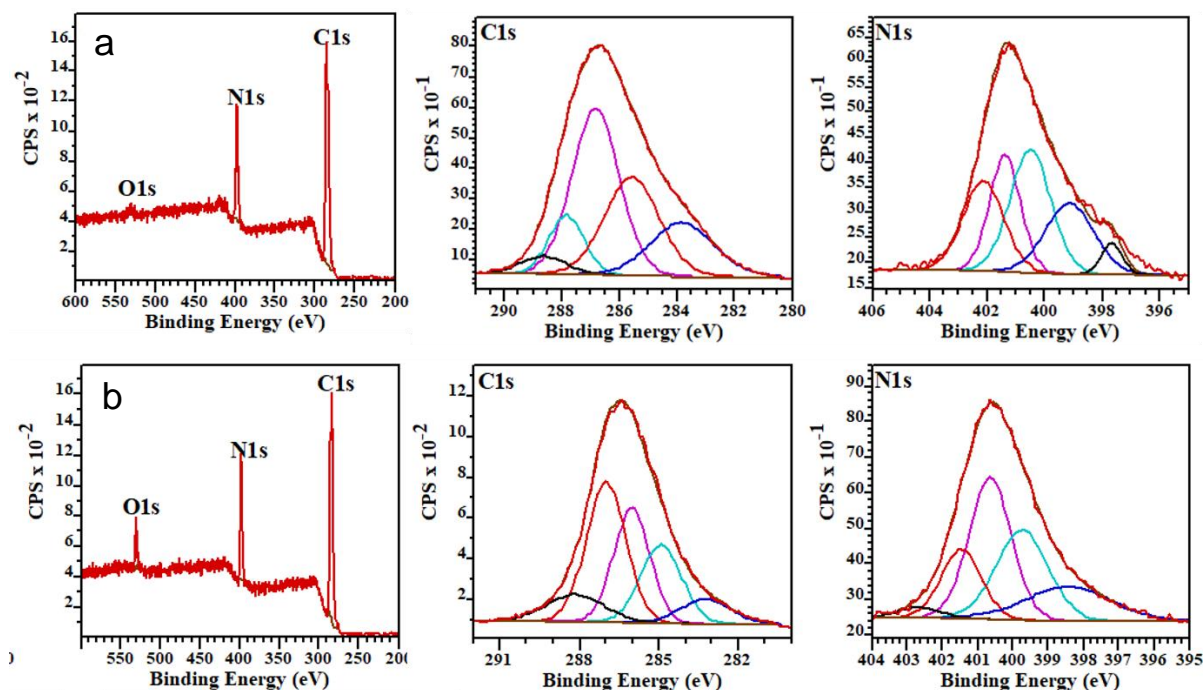 a
C1s
N1s
O1s
CPS x 10⁻²
16
14
12
10
8
6
4
2
600 550 500 450 400 350 300 250 200
Binding Energy (eV)
C1s
CPS x 10⁻¹
80
70
60
50
40
30
20
10
290 288 286 284 282 280
Binding Energy (eV)
N1s
CPS x 10⁻¹
65
60
55
50
45
40
35
30
25
20
15
406 404 402 400 398 396
Binding Energy (eV)
b
C1s
N1s
O1s
CPS x 10⁻²
16
14
12
10
8
6
4
2
0 550 500 450 400 350 300 250 200
Binding Energy (eV)
C1s
CPS x 10⁻²
12
10
8
6
4
2
291 288 285 282
Binding Energy (eV)
N1s
CPS x 10⁻¹
90
80
70
60
50
40
30
20
404 403 402 401 400 399 398 397 396 395
Binding Energy (eV)